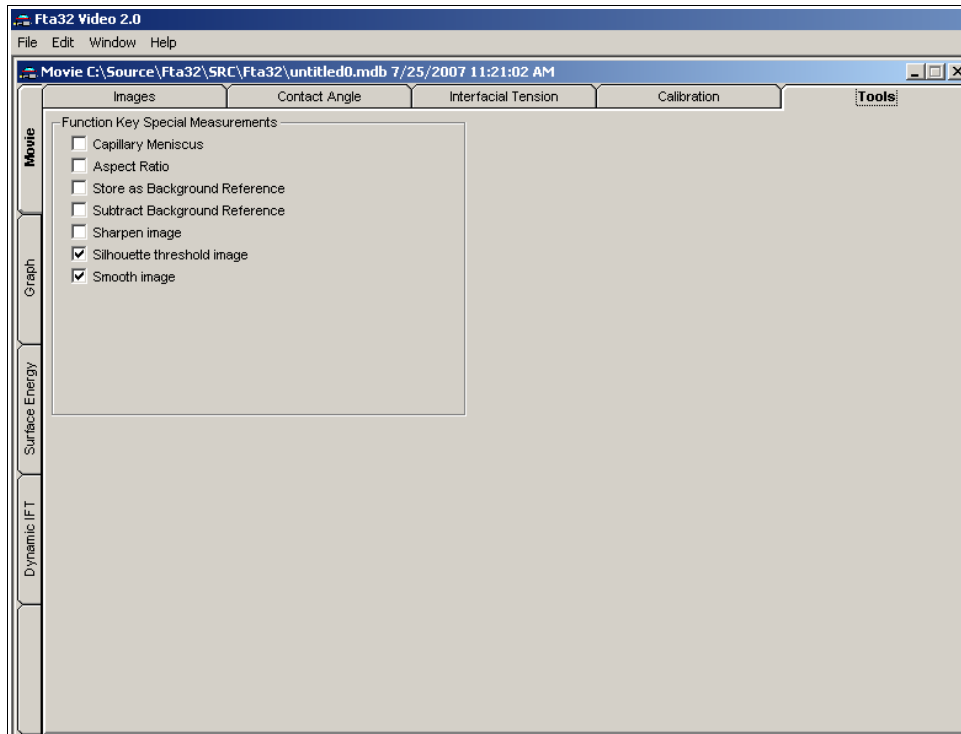 Fta32 Video 2.0
File Edit Window Help
Movie C:\Source\Fta32\SRC\Fta32\untitled0.mdb 7/25/2007 11:21:02 AM
Images Contact Angle Interfacial Tension Calibration Tools
Movie
Graph
Surface Energy
Dynamic IFT
Function Key Special Measurements
Capillary Meniscus
Aspect Ratio
Store as Background Reference
Subtract Background Reference
Sharpen image
Silhouette threshold image
Smooth image